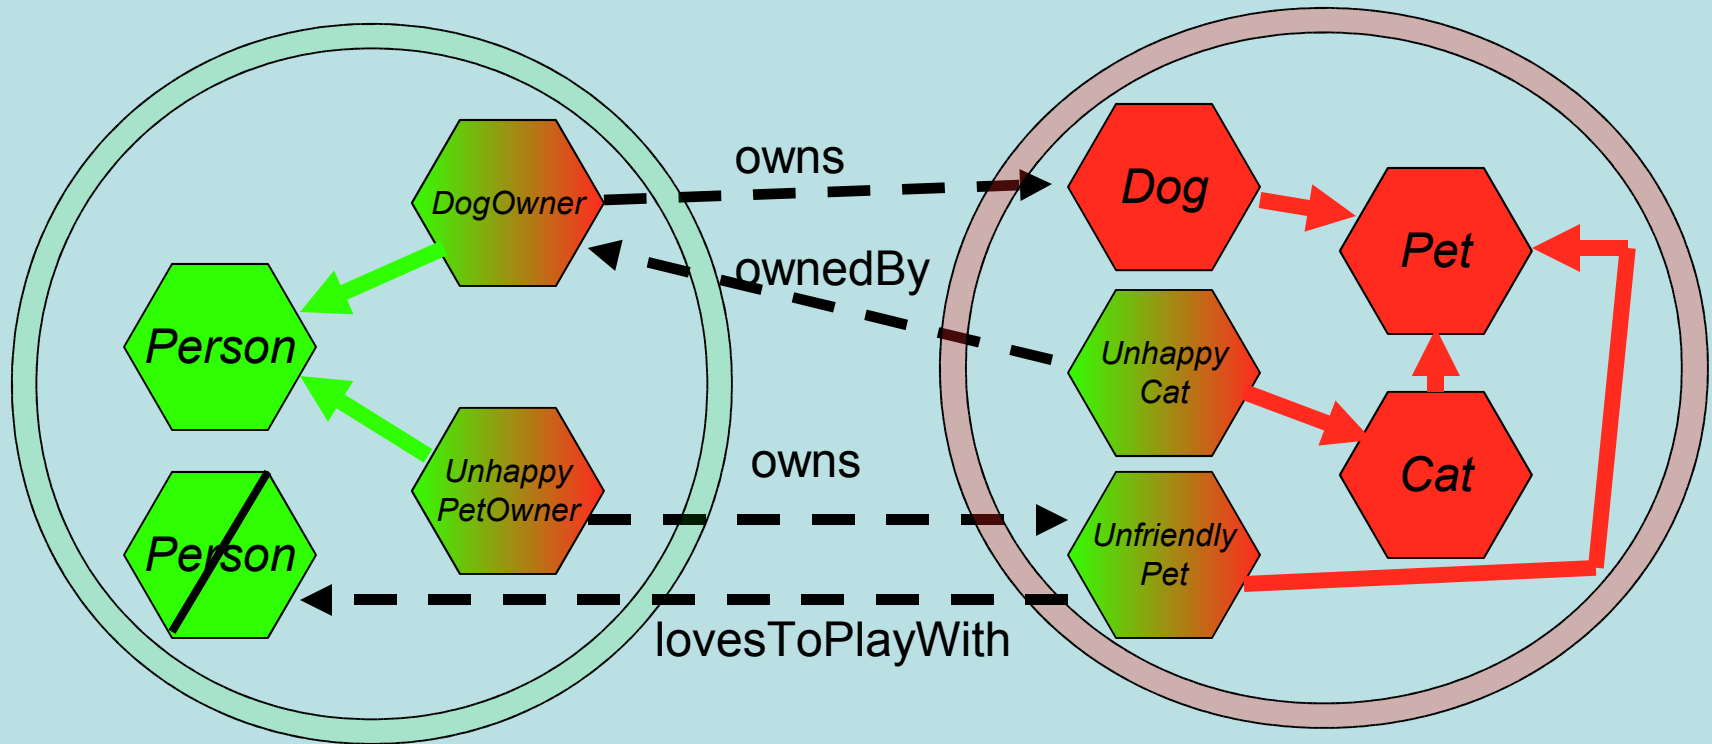 owns
DogOwner
Dog
Pet
ownedBy
Person
Unhappy
Cat
owns
Unhappy
PetOwner
Cat
Person
Unfriendly
Pet
lovesToPlayWith